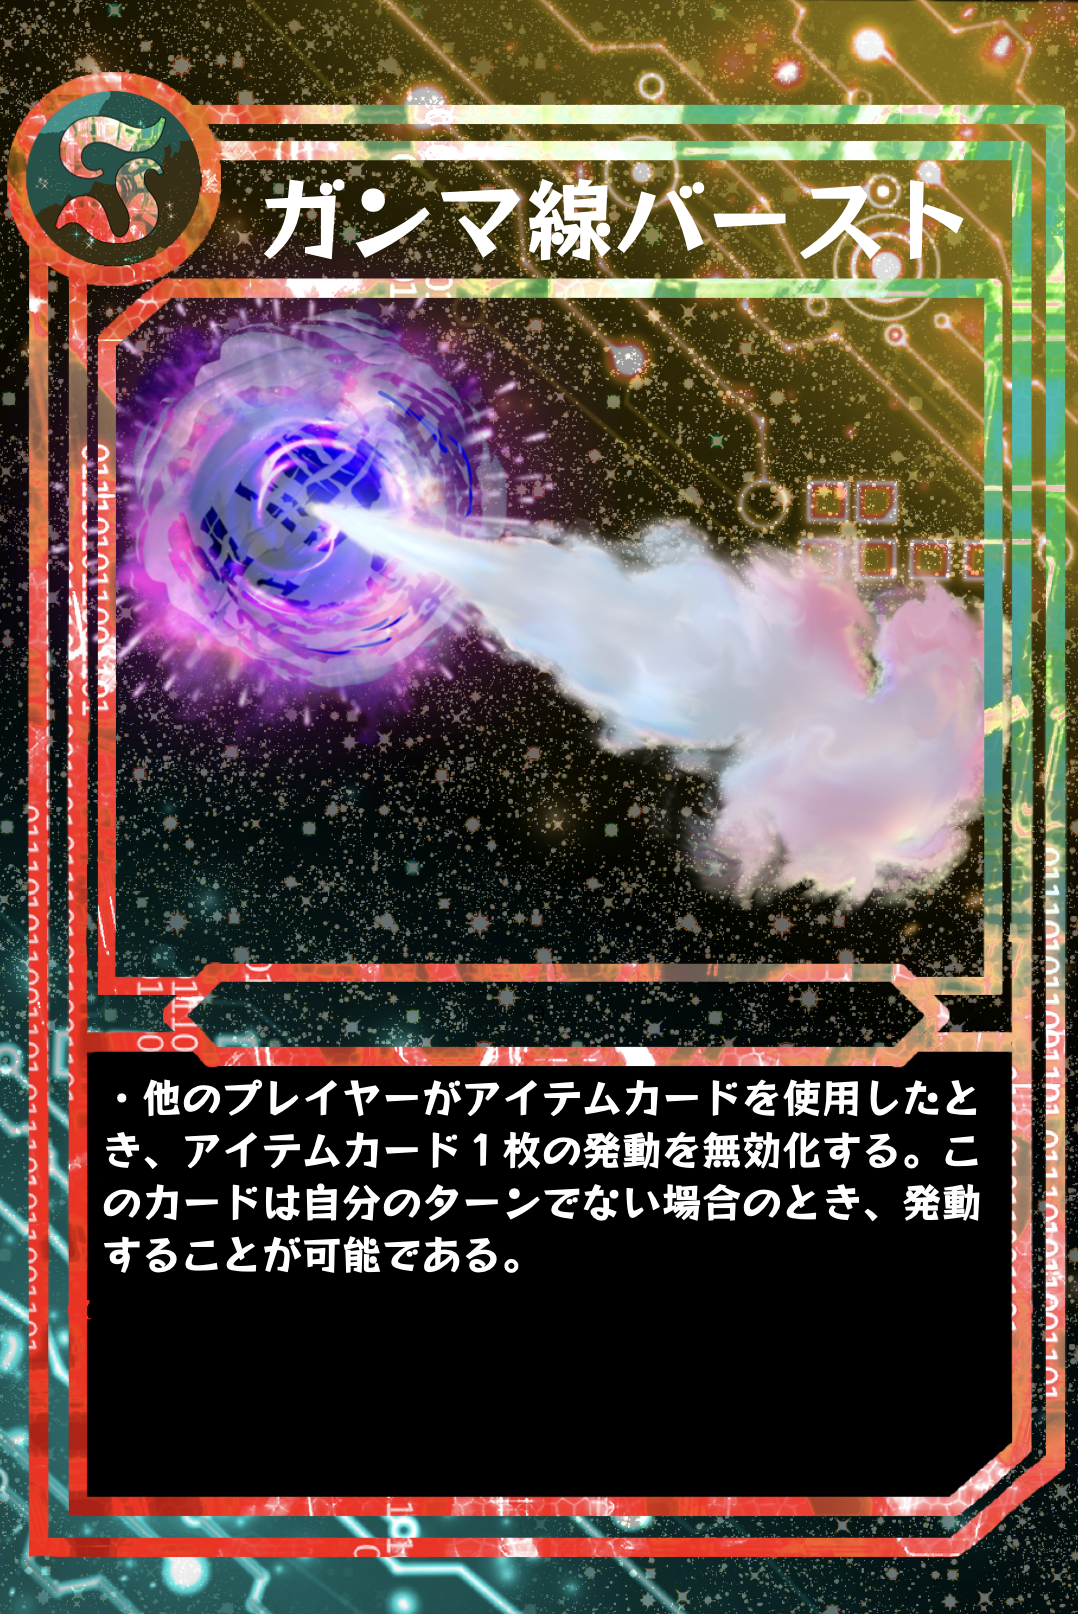 ガンマ線バースト
・他のプレイヤーがアイテムカードを使用したと
き、アイテムカード１枚の発動を無効化する。こ
のカードは自分のターンでない場合のとき、発動
することが可能である。